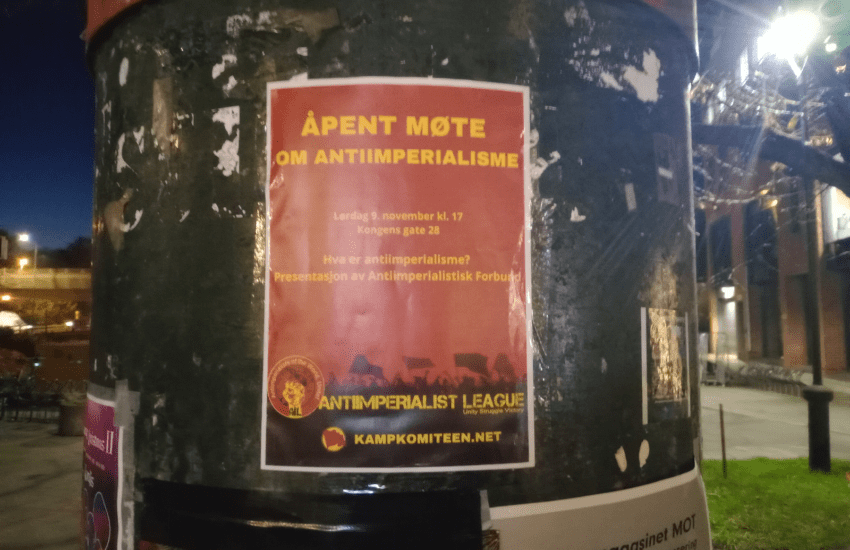 ÅPENT MØTE
OM ANTIIMPERIALISME
Lørdag 9. november kl. 17
Kongens gate 28
Hva er antiimperialisme?
Presentasjon av Antiimperialistisk Forbund
ANTIIMPERIALIST LEAGUE
Unity Struggle Victory
KAMPKOMITEEN.NET
II
MOT